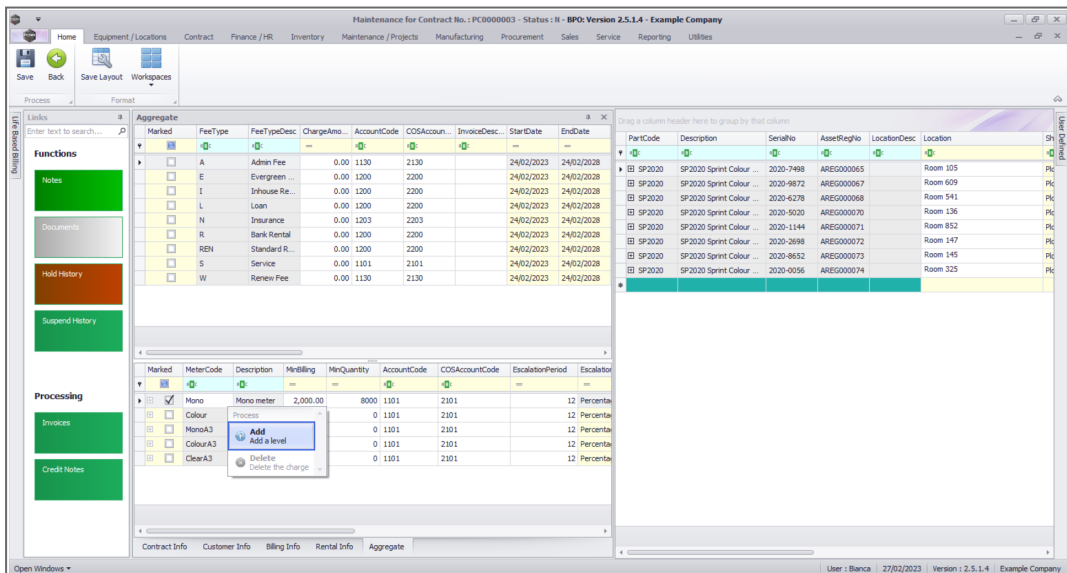 Maintenance for Contract No. : PC0000003 - Status : N - BPO: Version 2.5.1.4 - Example Company
Home Equipment / Locations Contract Finance / HR Inventory Maintenance / Projects Manufacturing Procurement Sales Service Reporting Utilities
Save Back Save Layout Workspaces
Process Format
Life Based Billing
Links
Enter text to search...
Functions
Notes
Documents
Hold History
Suspend History
Processing
Invoices
Credit Notes
Aggregate
Marked FeeType FeeTypeDesc ChargeAmo... AccountCode COSAccoun... InvoiceDesc... StartDate EndDate
A Admin Fee 0.00 1130 2130 24/02/2023 24/02/2028
E Evergreen ... 0.00 1200 2200 24/02/2023 24/02/2028
I Inhouse Re... 0.00 1200 2200 24/02/2023 24/02/2028
L Loan 0.00 1200 2200 24/02/2023 24/02/2028
N Insurance 0.00 1203 2203 24/02/2023 24/02/2028
R Bank Rental 0.00 1200 2200 24/02/2023 24/02/2028
REN Standard R... 0.00 1200 2200 24/02/2023 24/02/2028
S Service 0.00 1101 2101 24/02/2023 24/02/2028
W Renew Fee 0.00 1130 2130 24/02/2023 24/02/2028
Marked MeterCode Description MinBilling MinQuantity AccountCode COSAccountCode EscalationPeriod Escalation
Mono Mono meter 2,000.00 8000 1101 2101 12 Percenta
Colour 0 1101 2101 12 Percenta
MonoA3 0 1101 2101 12 Percenta
ColourA3 0 1101 2101 12 Percenta
ClearA3 0 1101 2101 12 Percenta
Process
Add
Add a level
Delete
Delete the charge
Contract Info Customer Info Billing Info Rental Info Aggregate
Drag a column header here to group by that column
PartCode Description SerialNo AssetRegNo LocationDesc Location Sh
SP2020 SP2020 Sprint Colour ... 2020-7498 AREG000065 Room 105 Plo
SP2020 SP2020 Sprint Colour ... 2020-9872 AREG000067 Room 609 Plo
SP2020 SP2020 Sprint Colour ... 2020-6278 AREG000068 Room 541 Plo
SP2020 SP2020 Sprint Colour ... 2020-5020 AREG000070 Room 136 Plo
SP2020 SP2020 Sprint Colour ... 2020-1144 AREG000071 Room 852 Plo
SP2020 SP2020 Sprint Colour ... 2020-2698 AREG000072 Room 147 Plo
SP2020 SP2020 Sprint Colour ... 2020-8652 AREG000073 Room 145 Plo
SP2020 SP2020 Sprint Colour ... 2020-0056 AREG000074 Room 325 Plo
User Defined
Open Windows User : Bianca 27/02/2023 Version : 2.5.1.4 Example Company